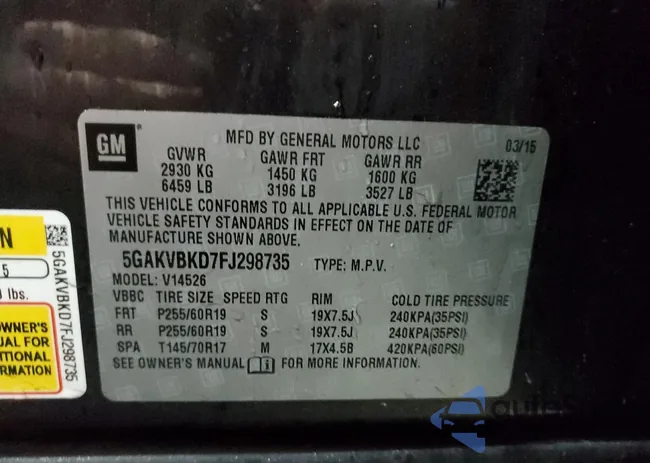 GM
MFD BY GENERAL MOTORS LLC
03/15
GVWR GAWR FRT GAWR RR
2930 KG 1450 KG 1600 KG
6459 LB 3196 LB 3527 LB
THIS VEHICLE CONFORMS TO ALL APPLICABLE U.S. FEDERAL MOTOR
VEHICLE SAFETY STANDARDS IN EFFECT ON THE DATE OF
MANUFACTURE SHOWN ABOVE.
5GAKVBKD7FJ298735 TYPE: M.P.V.
MODEL: V14526
VBBC TIRE SIZE SPEED RTG RIM COLD TIRE PRESSURE
FRT P255/60R19 S 19X7.5J 240KPA(35PSI)
RR P255/60R19 S 19X7.5J 240KPA(35PSI)
SPA T145/70R17 M 17X4.5B 420KPA(60PSI)
SEE OWNER'S MANUAL i FOR MORE INFORMATION.
N
5
lbs.
OWNER'S
UAL FOR
ITIONAL
RMATION
5GAKVBKD7FJ298735